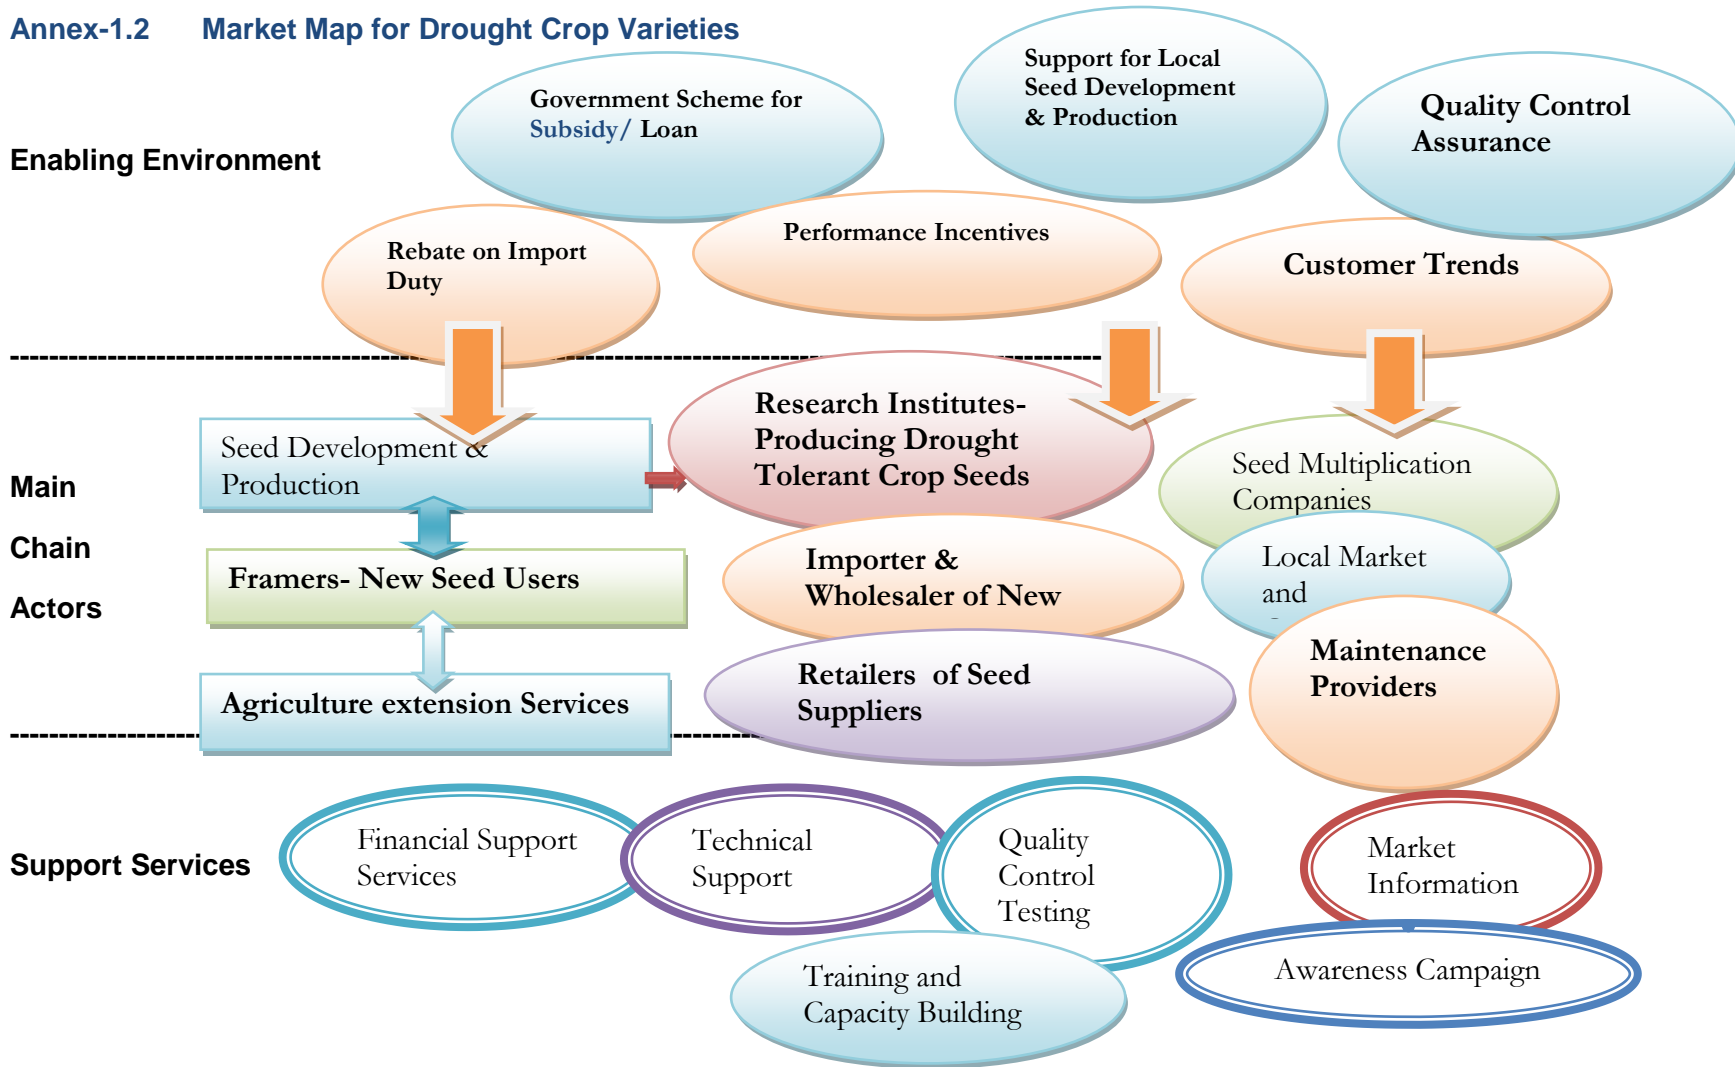 Annex-1.2 Market Map for Drought Crop Varieties
Government Scheme for
Subsidy/ Loan
Support for Local
Seed Development
& Production
Quality Control
Assurance
Enabling Environment
Rebate on Import
Duty
Performance Incentives
Customer Trends
Seed Development &
Production
Research Institutes-
Producing Drought
Tolerant Crop Seeds
Seed Multiplication
Companies
Main
Chain
Actors
Framers- New Seed Users
Importer &
Wholesaler of New
Local Market
and
Agriculture extension Services
Retailers of Seed
Suppliers
Maintenance
Providers
Support Services
Financial Support
Services
Technical
Support
Quality
Control
Testing
Market
Information
Training and
Capacity Building
Awareness Campaign